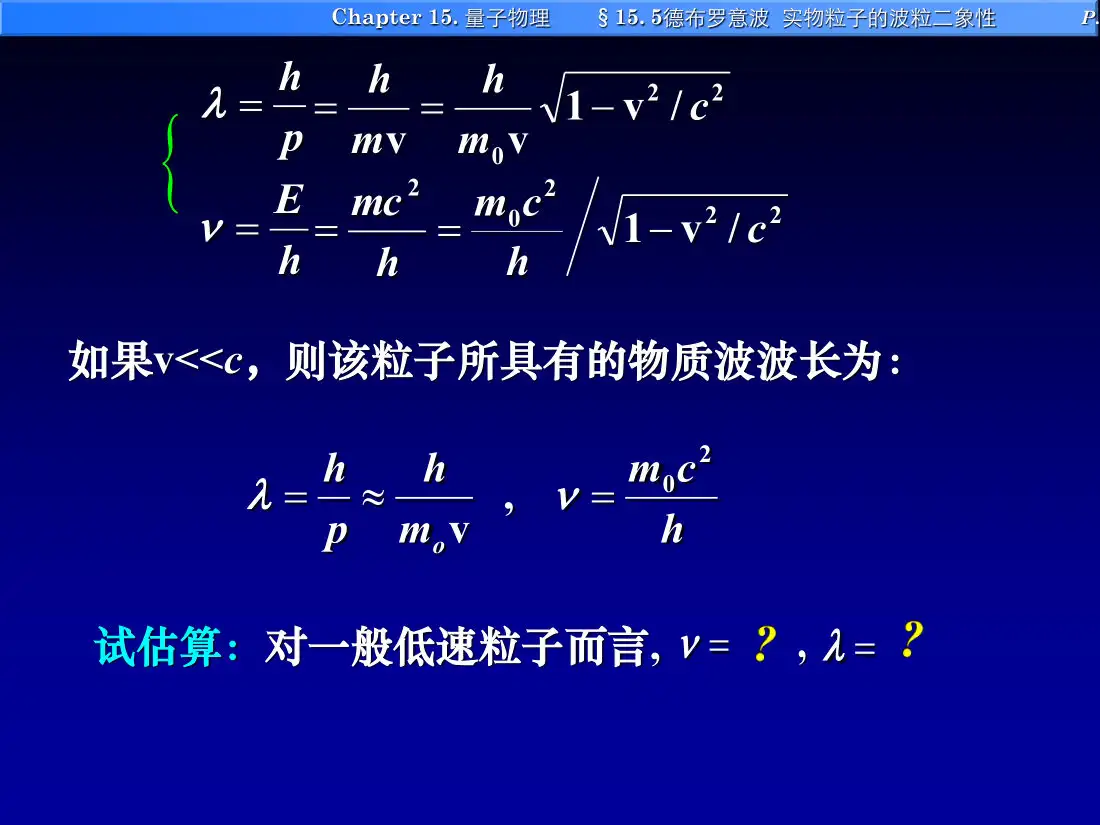 Chapter 15. 量子物理 §15. 5德布罗意波 实物粒子的波粒二象性 P.
λ = h/p = h/mv = h/m₀v √1－v²/c²
ν = E/h = mc²/h = m₀c²/h / √1－v²/c²
如果v<<c，则该粒子所具有的物质波波长为：
λ = h/p ≈ h/mₒv ， ν = m₀c²/h
试估算：对一般低速粒子而言, ν = ? , λ = ?